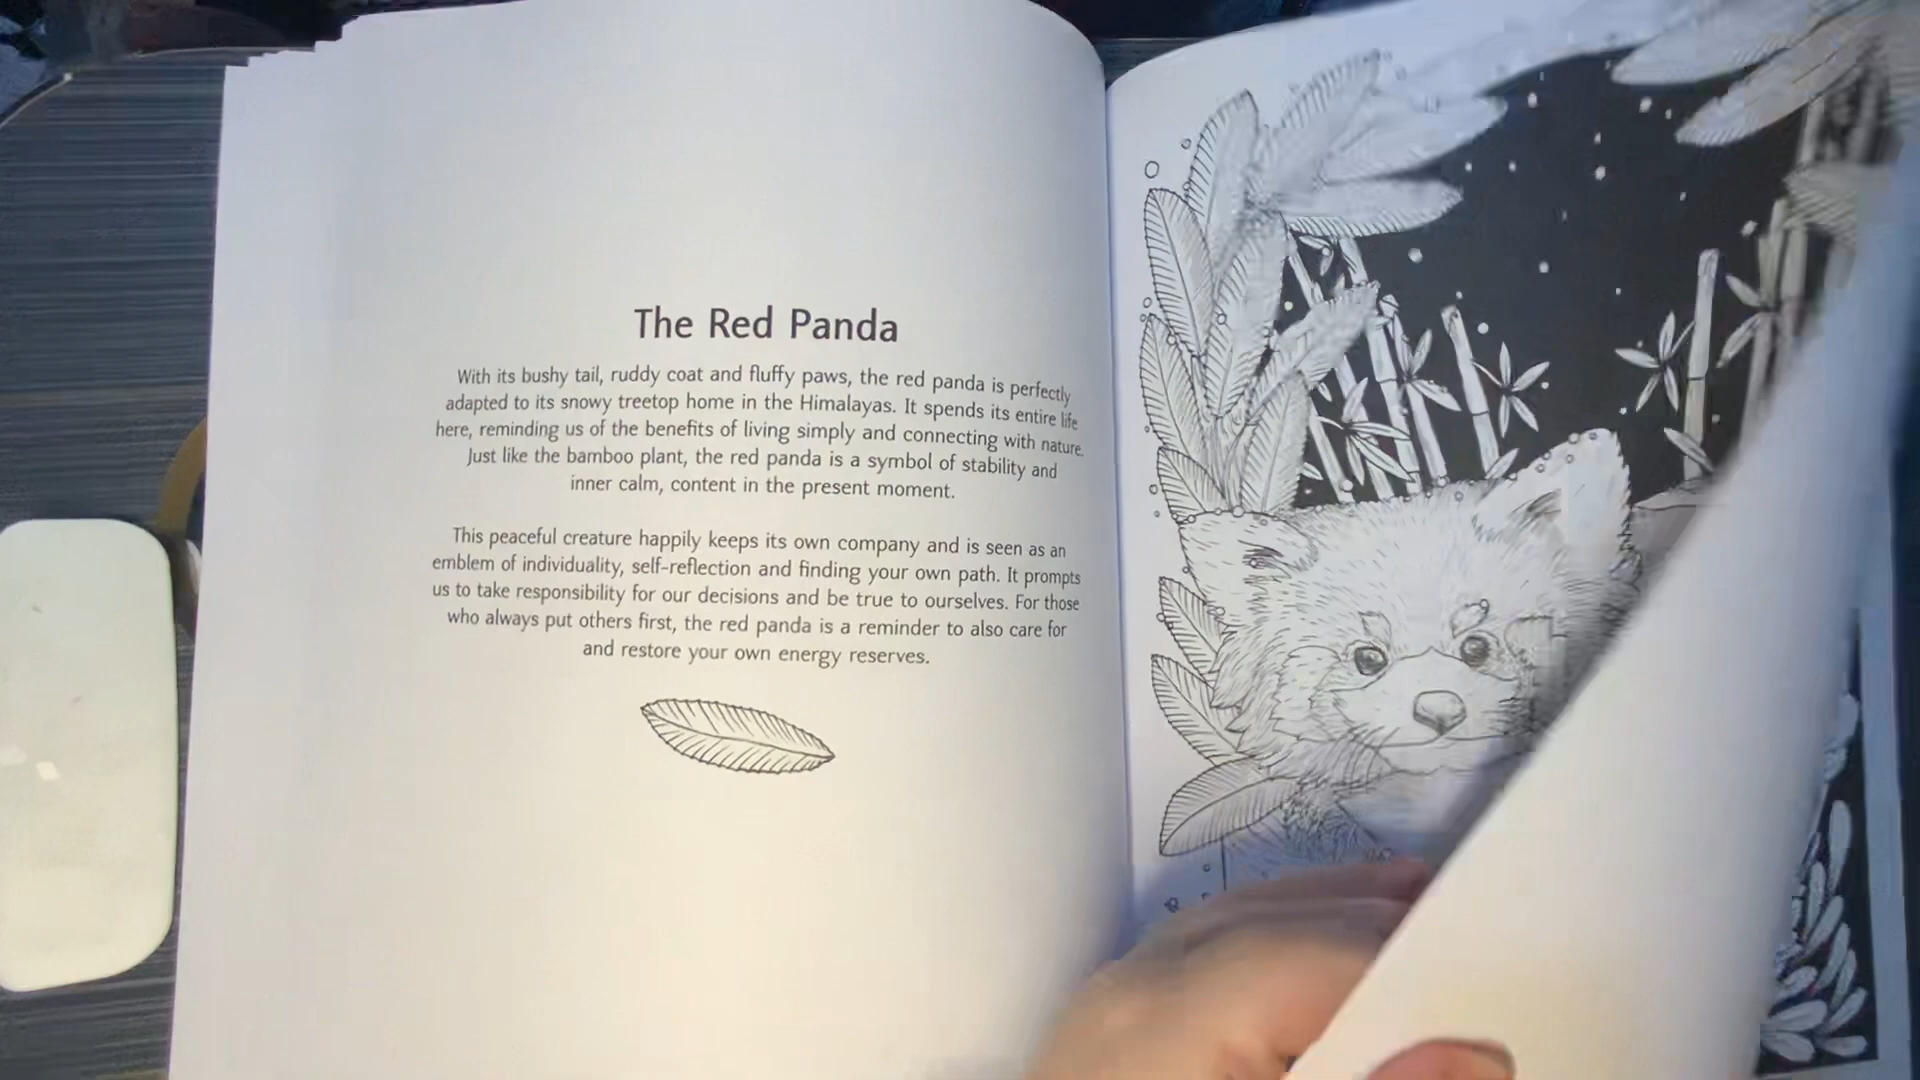 The Red Panda
With its bushy tail, ruddy coat and fluffy paws, the red panda is perfectly
adapted to its snowy treetop home in the Himalayas. It spends its entire life
here, reminding us of the benefits of living simply and connecting with nature.
Just like the bamboo plant, the red panda is a symbol of stability and
inner calm, content in the present moment.
This peaceful creature happily keeps its own company and is seen as an
emblem of individuality, self-reflection and finding your own path. It prompts
us to take responsibility for our decisions and be true to ourselves. For those
who always put others first, the red panda is a reminder to also care for
and restore your own energy reserves.